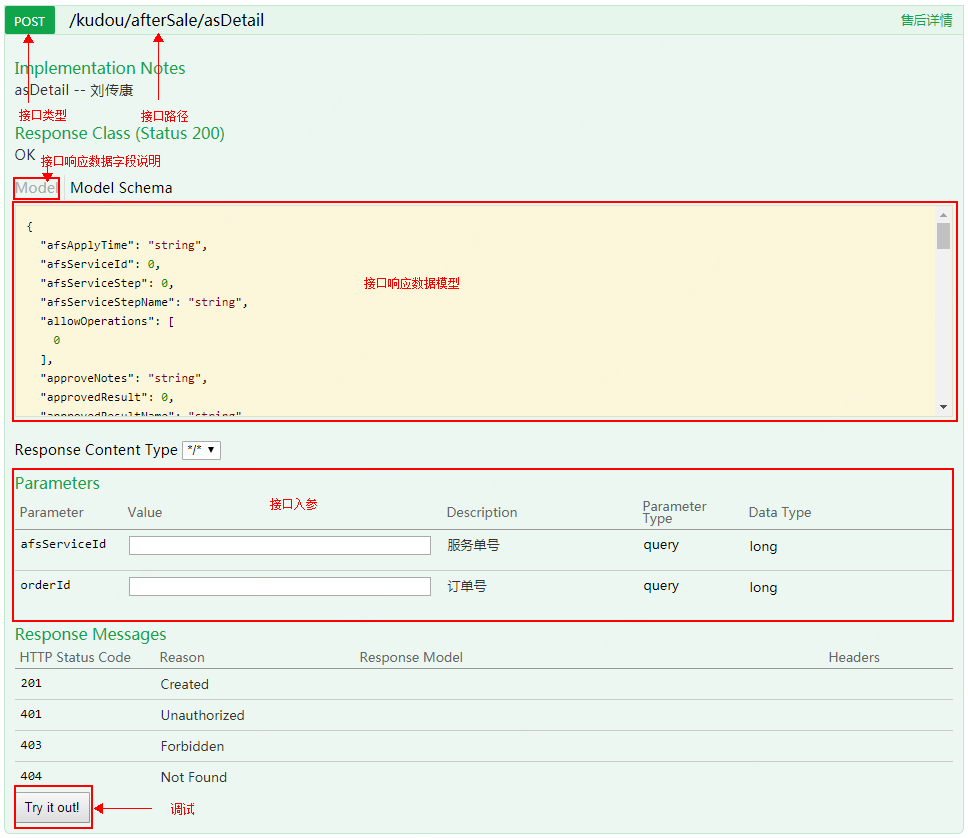 POST /kudou/afterSale/asDetail 售后详情
Implementation Notes
asDetail -- 刘传康
接口类型 接口路径
Response Class (Status 200)
OK
接口响应数据字段说明
Model Model Schema
{
"afsApplyTime": "string",
"afsServiceId": 0,
"afsServiceStep": 0,
接口响应数据模型
"afsServiceStepName": "string",
"allowOperations": [
0
],
"approveNotes": "string",
"approvedResult": 0,
"approvedResultName": "string"
Response Content Type */*
Parameters
接口入参
Parameter Value Description Parameter Type Data Type
afsServiceId 服务单号 query long
orderId 订单号 query long
Response Messages
HTTP Status Code Reason Response Model Headers
201 Created
401 Unauthorized
403 Forbidden
404 Not Found
Try it out! 调试